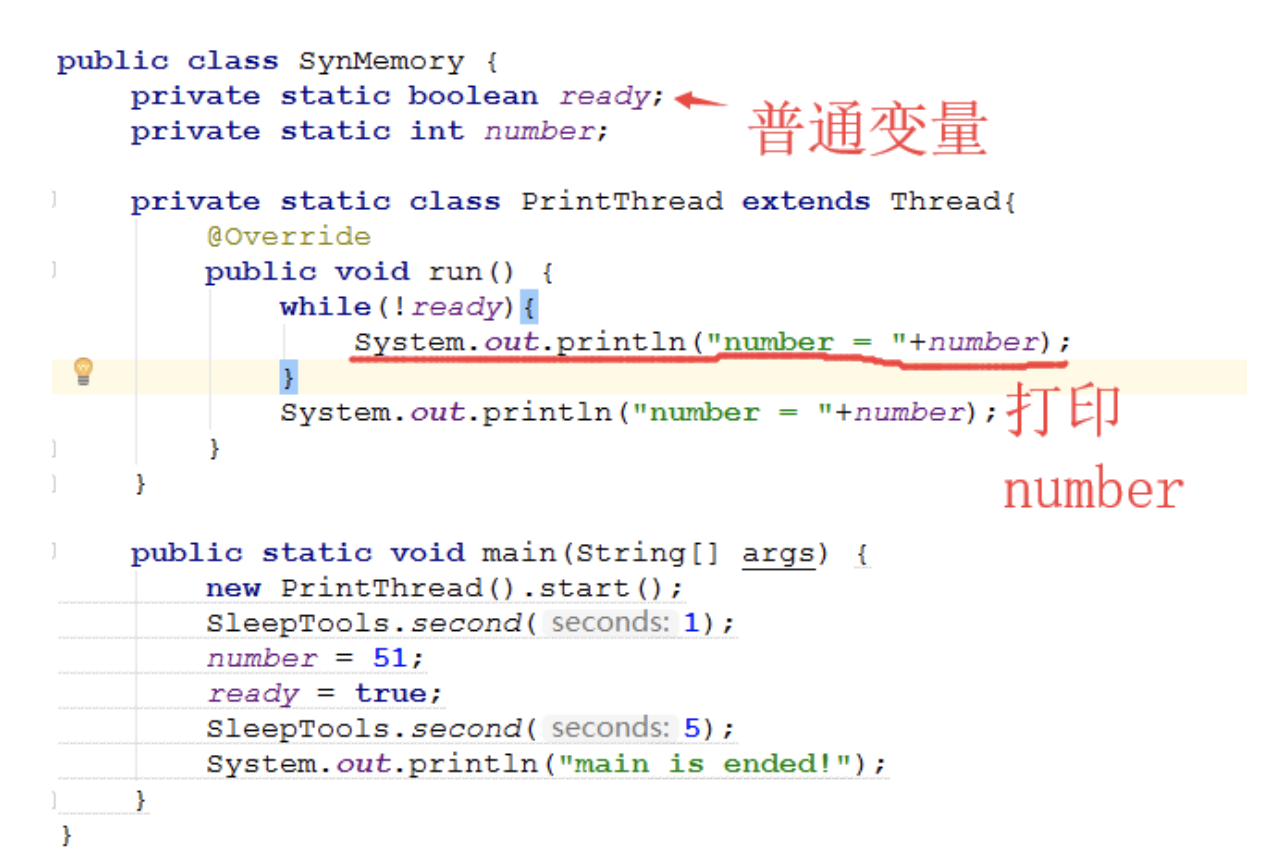 public class SynMemory {
private static boolean ready;
普通变量
private static int number;
private static class PrintThread extends Thread{
@Override
public void run() {
while(!ready){
System.out.println("number = "+number);
}
System.out.println("number = "+number);
打印
number
}
}
public static void main(String[] args) {
new PrintThread().start();
SleepTools.second( seconds: 1);
number = 51;
ready = true;
SleepTools.second( seconds: 5);
System.out.println("main is ended!");
}
}